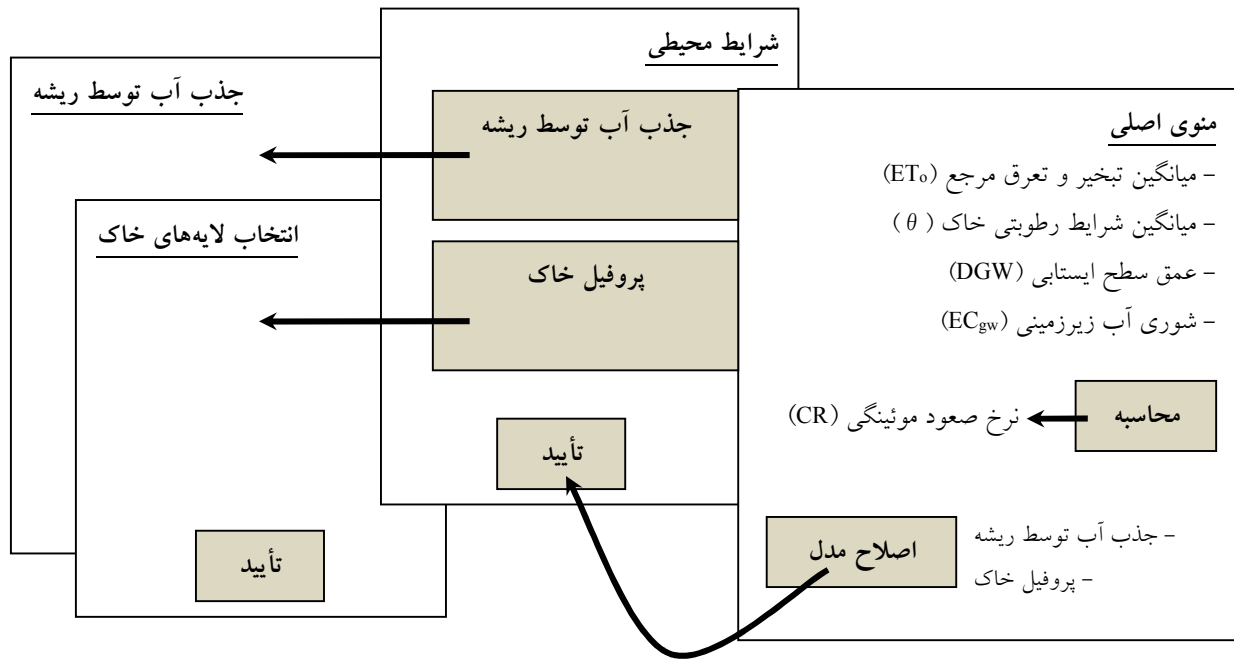 منوی اصلی
- میانگین تبخیر و تعرق مرجع (ETo)
- میانگین شرایط رطوبتی خاک ( θ )
- عمق سطح ایستابی (DGW)
- شوری آب زیرزمینی (ECgw)
محاسبه
نرخ صعود موئینگی (CR)
اصلاح مدل
- جذب آب توسط ریشه
- پروفیل خاک
شرایط محیطی
جذب آب توسط ریشه
پروفیل خاک
تأیید
جذب آب توسط ریشه
انتخاب لایه‌های خاک
تأیید